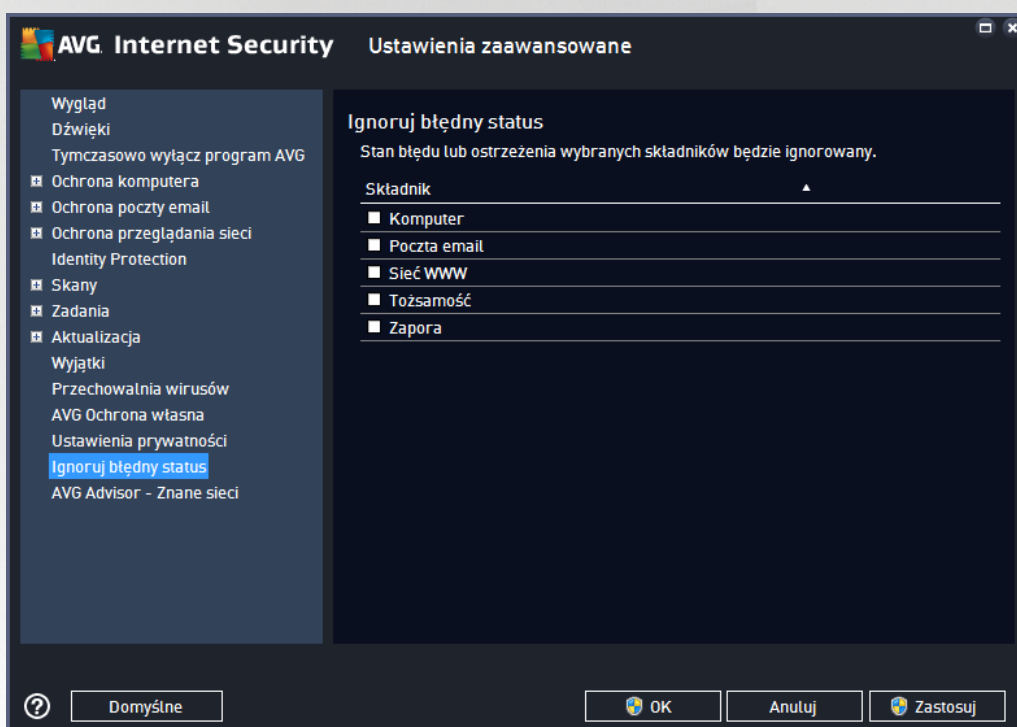 AVG. Internet Security Ustawienia zaawansowane
Wygląd
Dźwięki
Tymczasowo wyłącz program AVG
Ochrona komputera
Ochrona poczty email
Ochrona przeglądania sieci
Identity Protection
Skany
Zadania
Aktualizacja
Wyjątki
Przechowalnia wirusów
AVG Ochrona własna
Ustawienia prywatności
Ignoruj błędny status
AVG Advisor - Znane sieci
Ignoruj błędny status
Stan błędu lub ostrzeżenia wybranych składników będzie ignorowany.
Składnik
Komputer
Poczta email
Sieć WWW
Tożsamość
Zapora
Domyślne
OK
Anuluj
Zastosuj